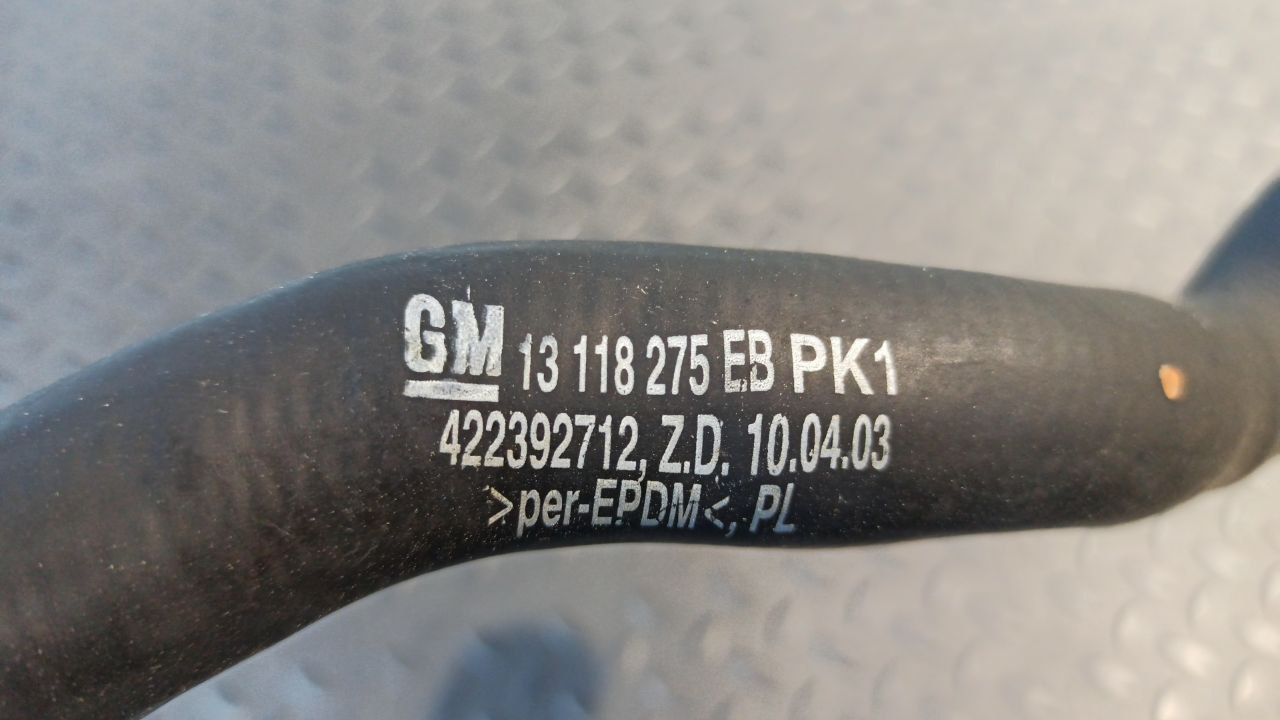 GM 13 118 275 EB PK1
422392712, Z.D. 10.04.03
>per-EPDM<, PL